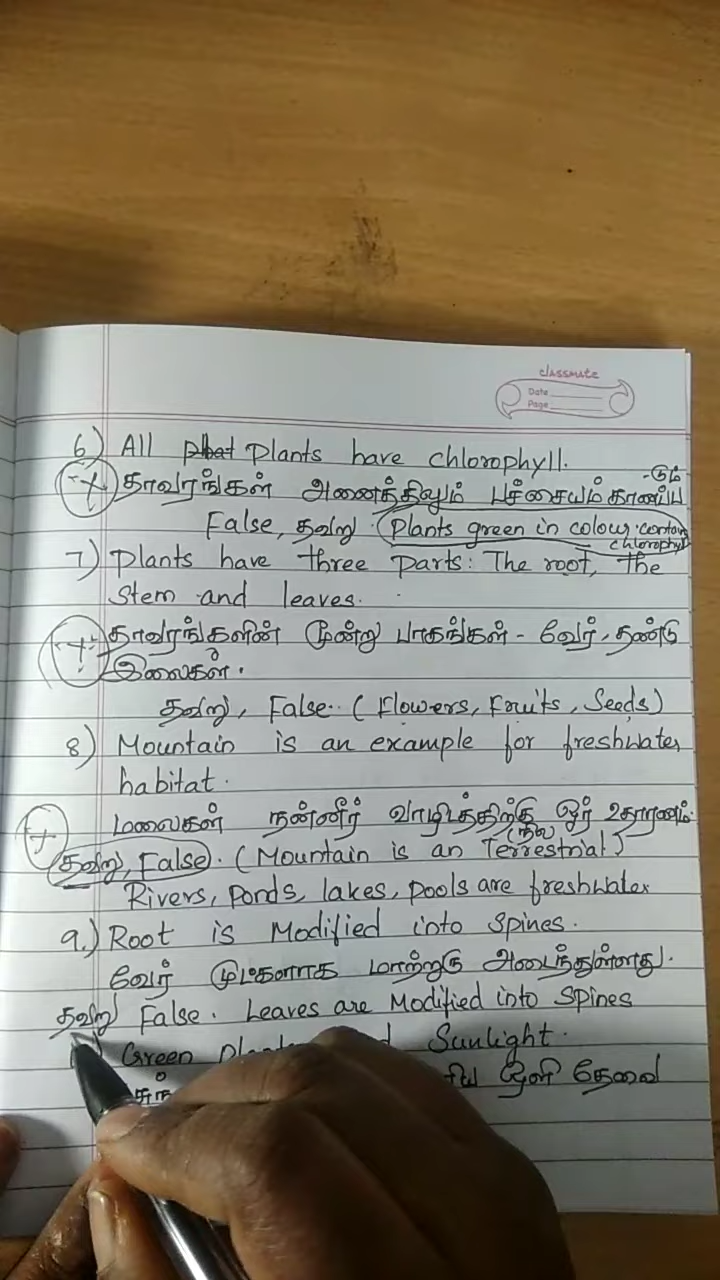 classmate
Date
Page
6) All Plants have chlorophyll.
தாவரங்கள் அனைத்திலும் பச்சையம் காணப்படும்
False, தவறு. (Plants green in colour contain chlorophyll
7) Plants have three Parts: The root, The
Stem and leaves.
தாவரங்களின் மூன்று பாகங்கள் - வேர், தண்டு
இலைகள்.
தவறு, False. (Flowers, Fruits, Seeds)
8) Mountain is an example for freshwater
habitat.
மலைகள் நன்னீர் வாழிடத்திற்கு ஓர் உதாரணம்.
(நில
தவறு, False. (Mountain is an Terrestrial)
Rivers, Ponds, lakes, pools are freshwater
9.) Root is Modified into Spines.
வேர் முட்களாக மாற்றுரு அடைந்துள்ளது.
தவறு False. Leaves are Modified into Spines
Green Sunlight.
ஒளி தேவை